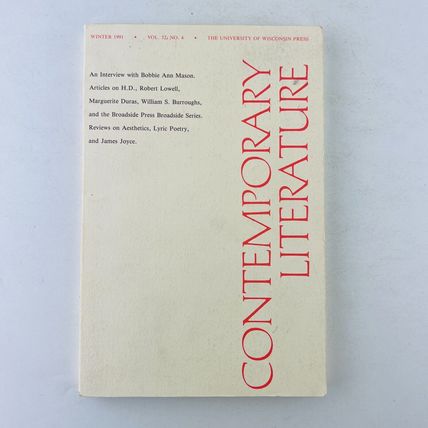 WINTER 1991 • VOL. 32, NO. 4 • THE UNIVERSITY OF WISCONSIN PRESS
An Interview with Bobbie Ann Mason.
Articles on H.D., Robert Lowell,
Marguerite Duras, William S. Burroughs,
and the Broadside Press Broadside Series.
Reviews on Aesthetics, Lyric Poetry,
and James Joyce.
CONTEMPORARY
LITERATURE